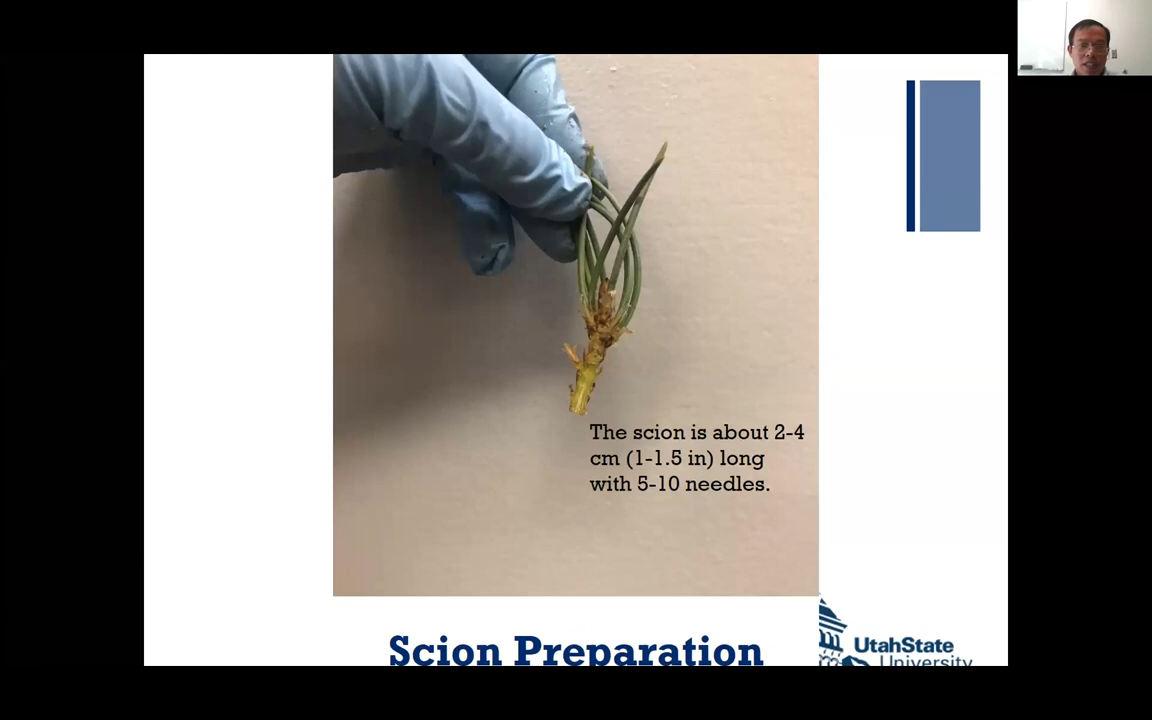 The scion is about 2-4
cm (1-1.5 in) long
with 5-10 needles.
Scion Preparation
UtahState
University